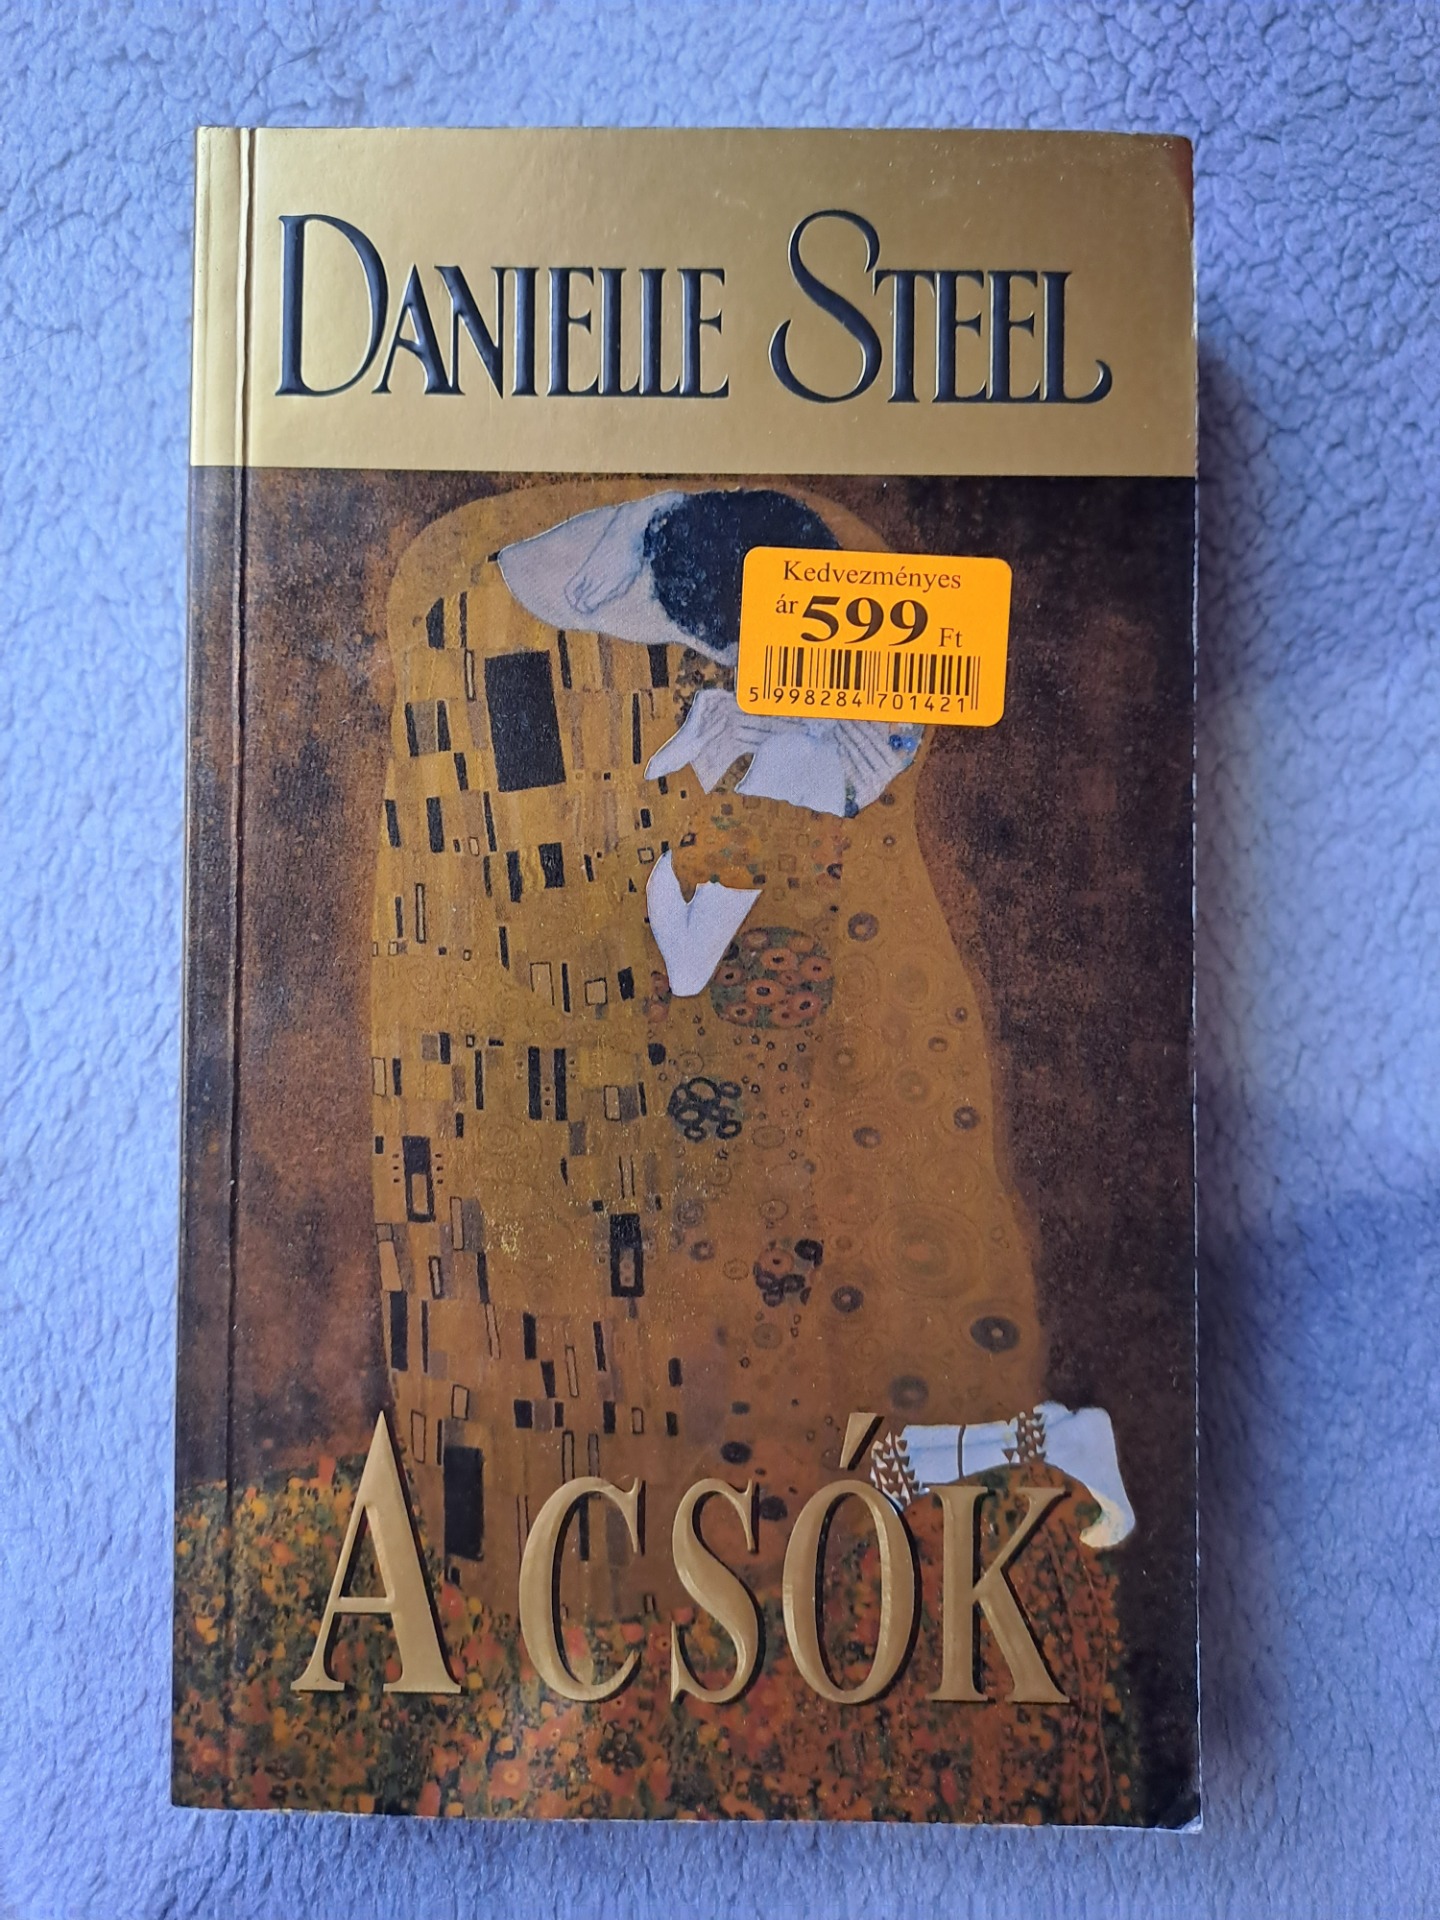 DANIELLE STEEL
Kedvezményes
ár 599 Ft
5 998284 701421
A CSÓK